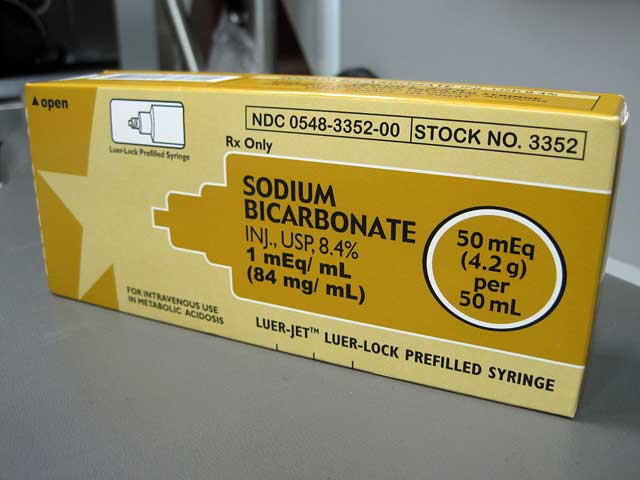 ▲open
Luer-Lock Prefilled Syringe
NDC 0548-3352-00
STOCK NO. 3352
Rx Only
SODIUM
BICARBONATE
INJ., USP, 8.4%
1 mEq/ mL
(84 mg/ mL)
50 mEq
(4.2 g)
per
50 mL
FOR INTRAVENOUS USE
IN METABOLIC ACIDOSIS
LUER-JET™ LUER-LOCK PREFILLED SYRINGE